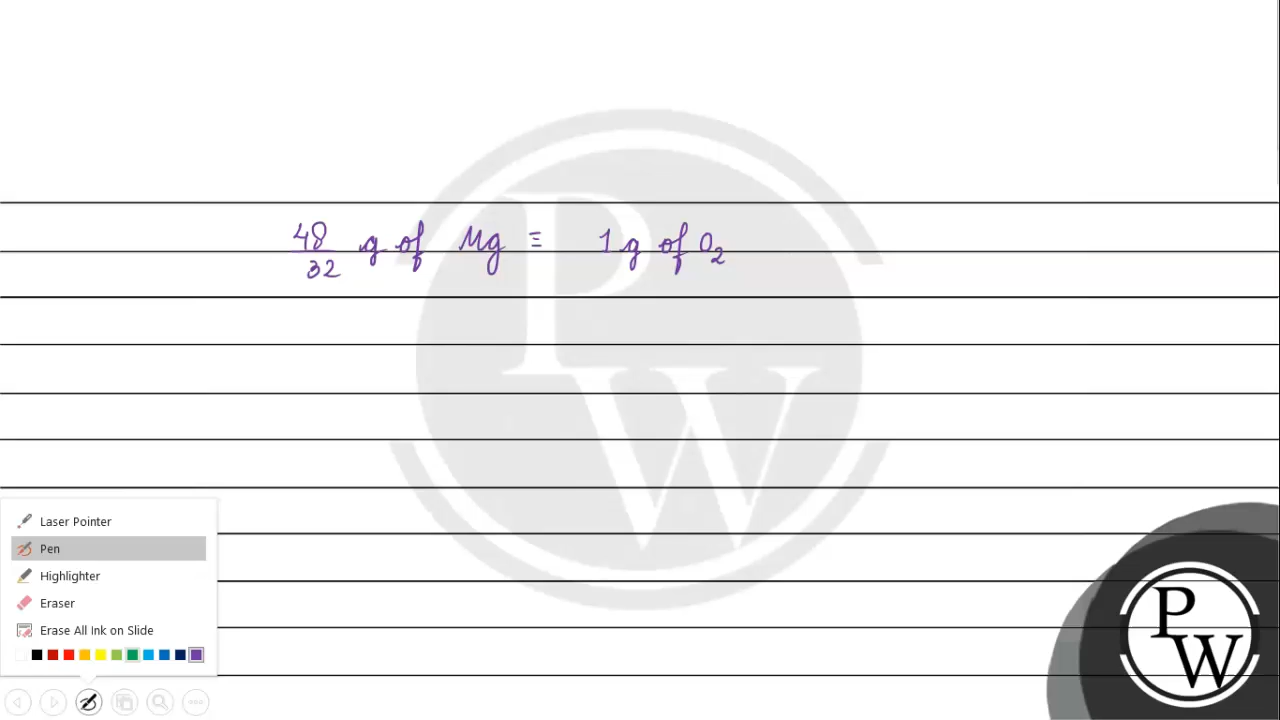 48/32 g of Mg ≡ 1 g of O₂
P
W
Laser Pointer
Pen
Highlighter
Eraser
Erase All Ink on Slide
P
W